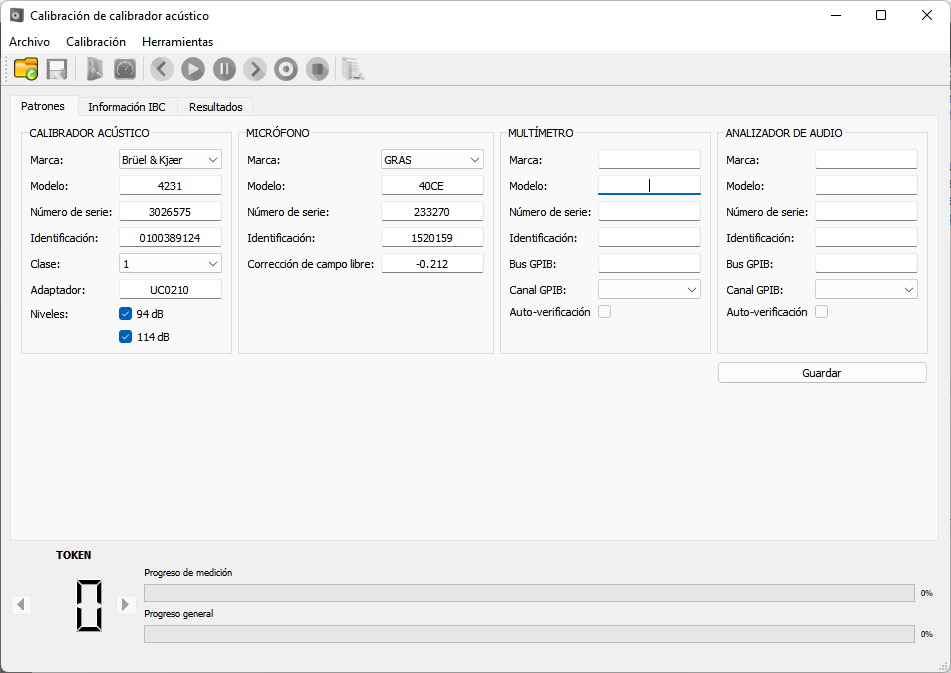 Calibración de calibrador acústico
Archivo Calibración Herramientas
Patrones Información IBC Resultados
CALIBRADOR ACÚSTICO
Marca: Brüel & Kjær
Modelo: 4231
Número de serie: 3026575
Identificación: 0100389124
Clase: 1
Adaptador: UC0210
Niveles: 94 dB
114 dB
MICRÓFONO
Marca: GRAS
Modelo: 40CE
Número de serie: 233270
Identificación: 1520159
Corrección de campo libre: -0.212
MULTÍMETRO
Marca:
Modelo:
Número de serie:
Identificación:
Bus GPIB:
Canal GPIB:
Auto-verificación
ANALIZADOR DE AUDIO
Marca:
Modelo:
Número de serie:
Identificación:
Bus GPIB:
Canal GPIB:
Auto-verificación
Guardar
TOKEN
0
Progreso de medición
0%
Progreso general
0%